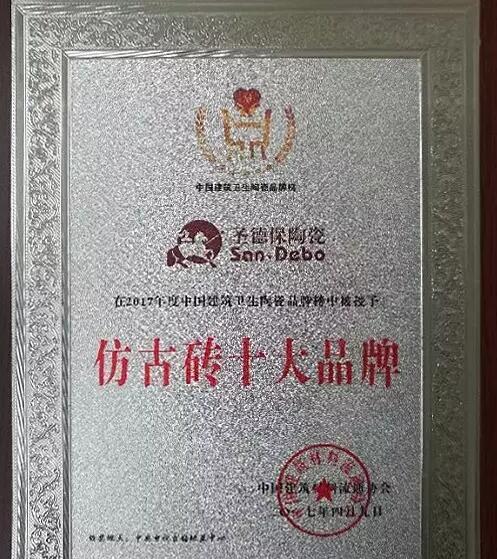 中国建筑卫生陶瓷品牌榜
圣德保陶瓷
San·Debo
在2017年度中国建筑卫生陶瓷品牌榜中被授予
仿古砖十大品牌
中国建筑材料流通协会
二〇一七年四月九日